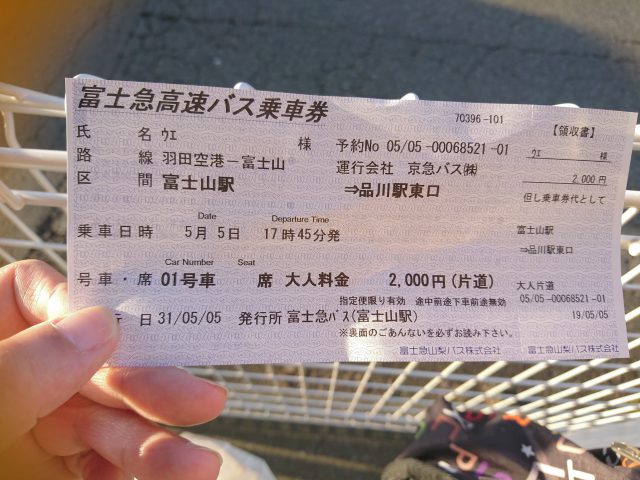 富士急高速バス乗車券
70396-101
氏名 ｳｴ 様
予約No 05/05-00068521-01
路線 羽田空港－富士山
運行会社 京急バス㈱
区間 富士山駅 ⇒品川駅東口
Date Departure Time
乗車日時 5月 5日 17時45分発
Car Number Seat
号車・席 01号車 席 大人料金 2,000円(片道)
指定便限り有効 途中前途下車前途無効
日 31/05/05 発行所 富士急ﾊﾞｽ(富士山駅)
※裏面のごあんないを必ずお読み下さい。
富士急山梨バス株式会社
【領収書】
ｳｴ 様
2,000円
但し乗車券代として
富士山駅
⇒品川駅東口
大人片道
05/05-00068521-01
19/05/05
富士急山梨バス株式会社